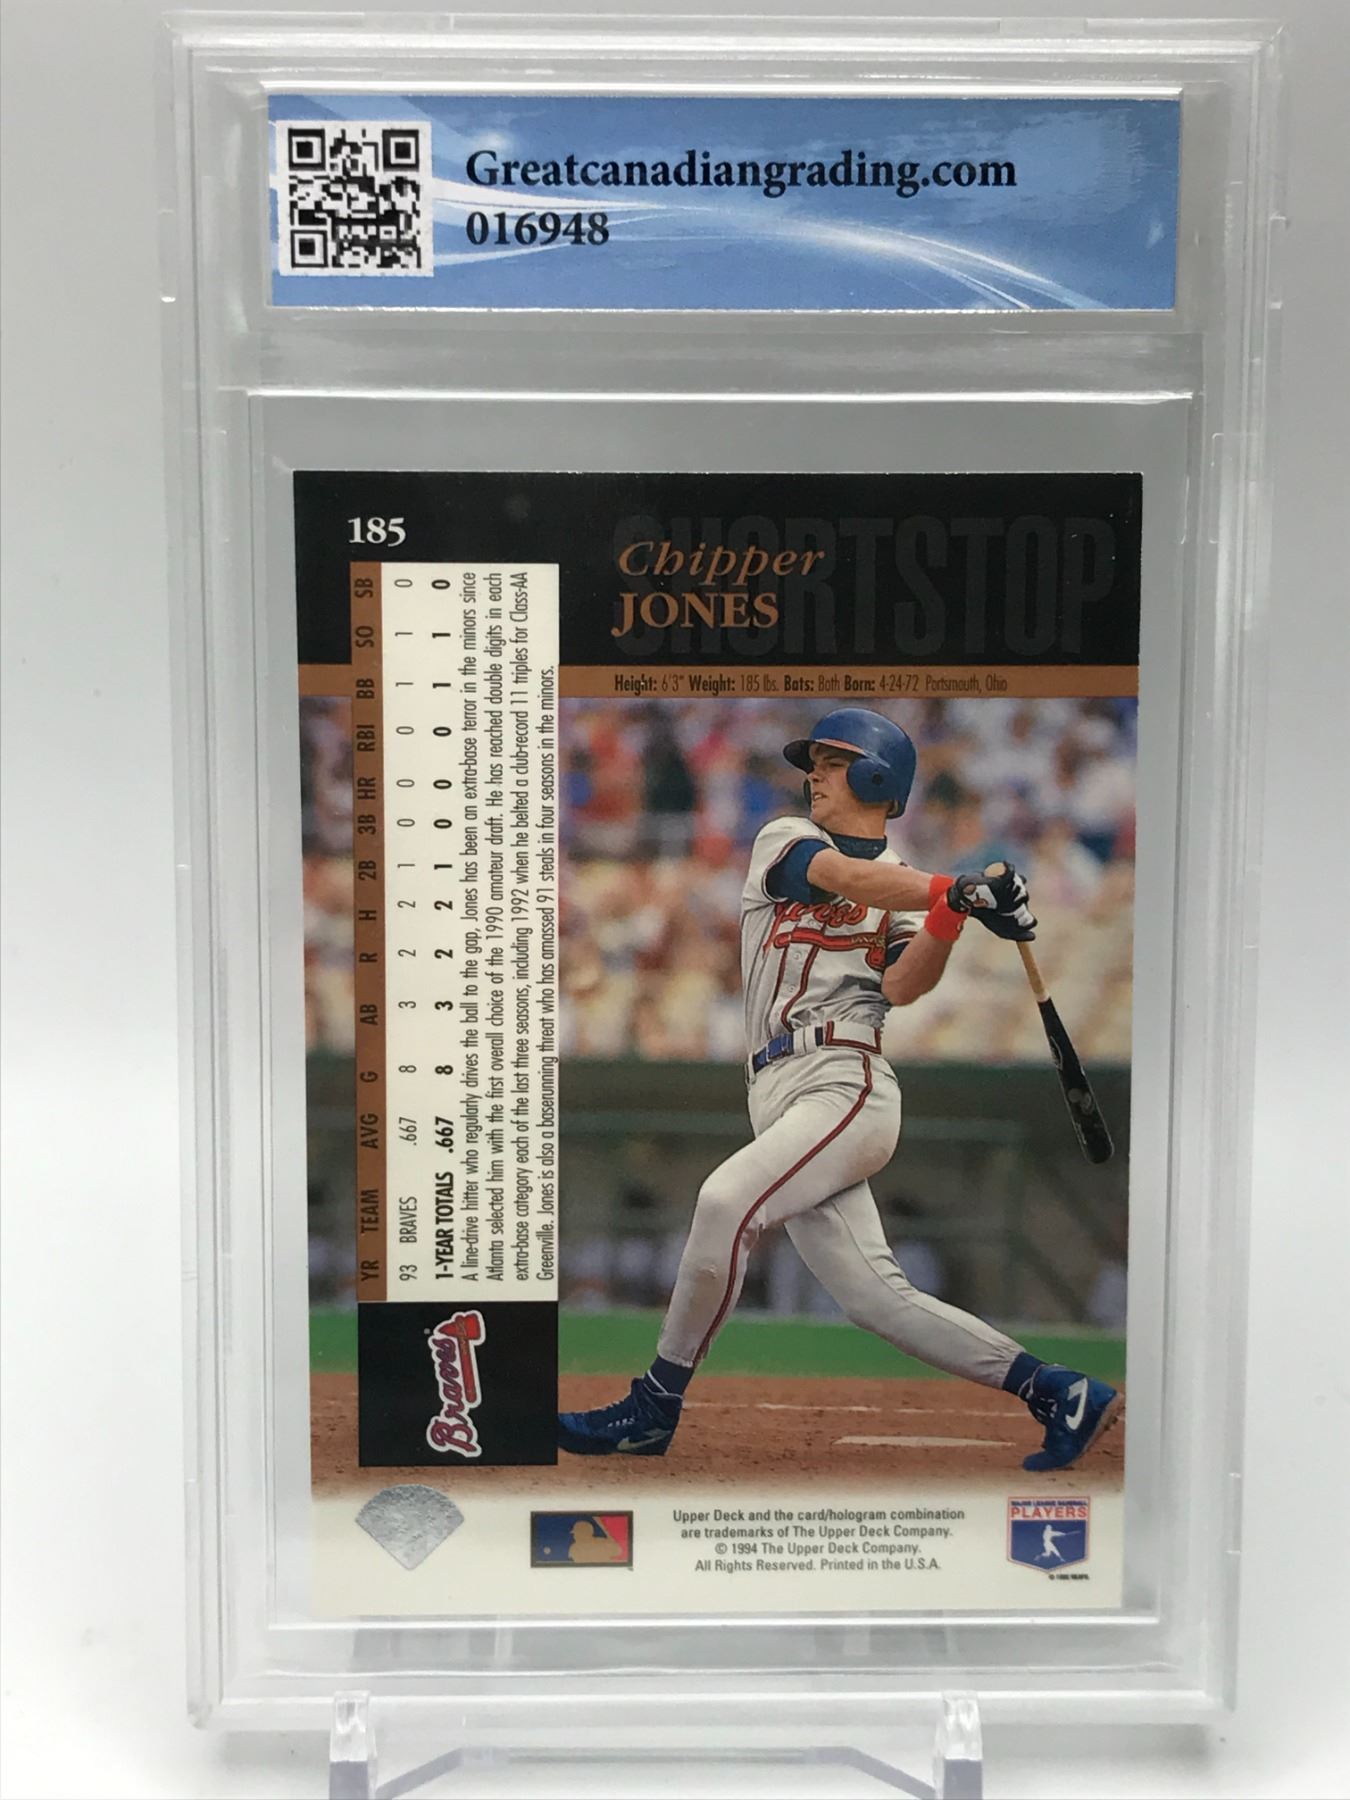 Greatcanadiangrading.com
016948
185
SHORTSTOP
Chipper
JONES
Height: 6'3" Weight: 185 lbs. Bats: Both Born: 4-24-72 Portsmouth, Ohio
YR TEAM AVG G AB R H 2B 3B HR RBI BB SO SB
93 BRAVES .667 8 3 2 2 1 0 0 0 1 1 0
1-YEAR TOTALS .667 8 3 2 2 1 0 0 0 1 1 0
A line-drive hitter who regularly drives the ball to the gap, Jones has been an extra-base terror in the minors since
Atlanta selected him with the first overall choice of the 1990 amateur draft. He has reached double digits in each
extra-base category each of the last three seasons, including 1992 when he belted a club-record 11 triples for Class-AA
Greenville. Jones is also a baserunning threat who has amassed 91 steals in four seasons in the minors.
Braves
Upper Deck and the card/hologram combination
are trademarks of The Upper Deck Company.
© 1994 The Upper Deck Company.
All Rights Reserved. Printed in the U.S.A.
MAJOR LEAGUE BASEBALL
PLAYERS